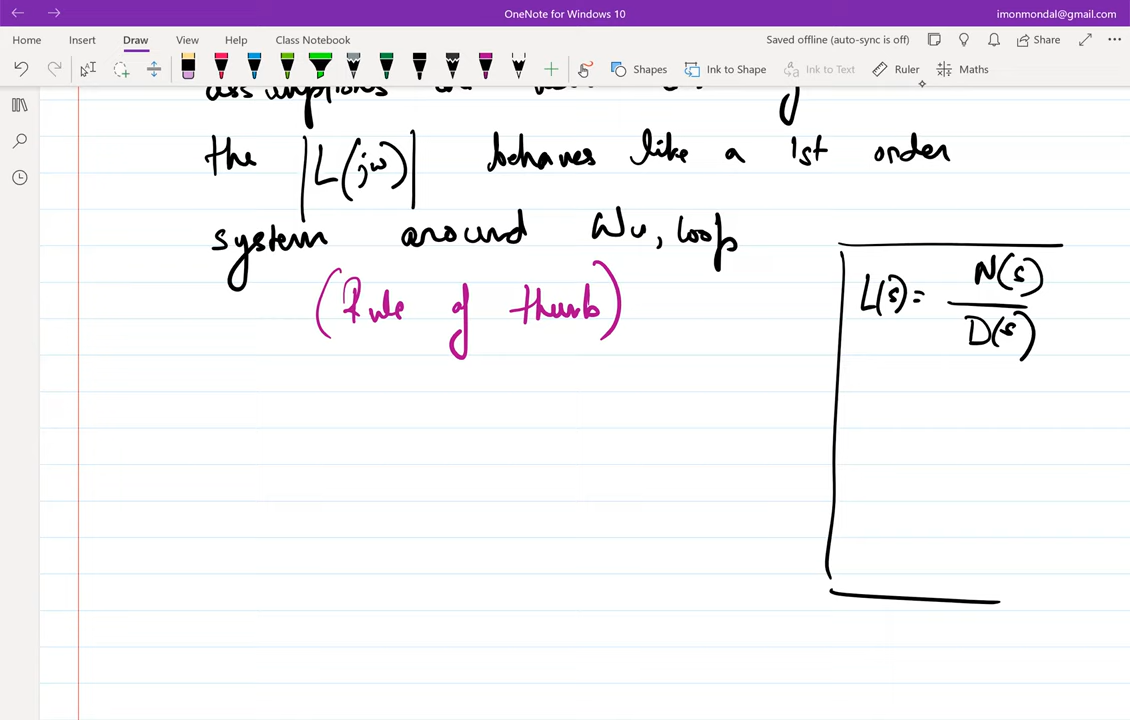 OneNote for Windows 10
imonmondal@gmail.com
Home Insert Draw View Help Class Notebook
Saved offline (auto-sync is off) Share
Shapes Ink to Shape Ink to Text Ruler Maths
assumptions
the |L(jω)| behaves like a 1st order
system around ωu, loop
(Rule of thumb)
L(s) = N(s)
D(s)